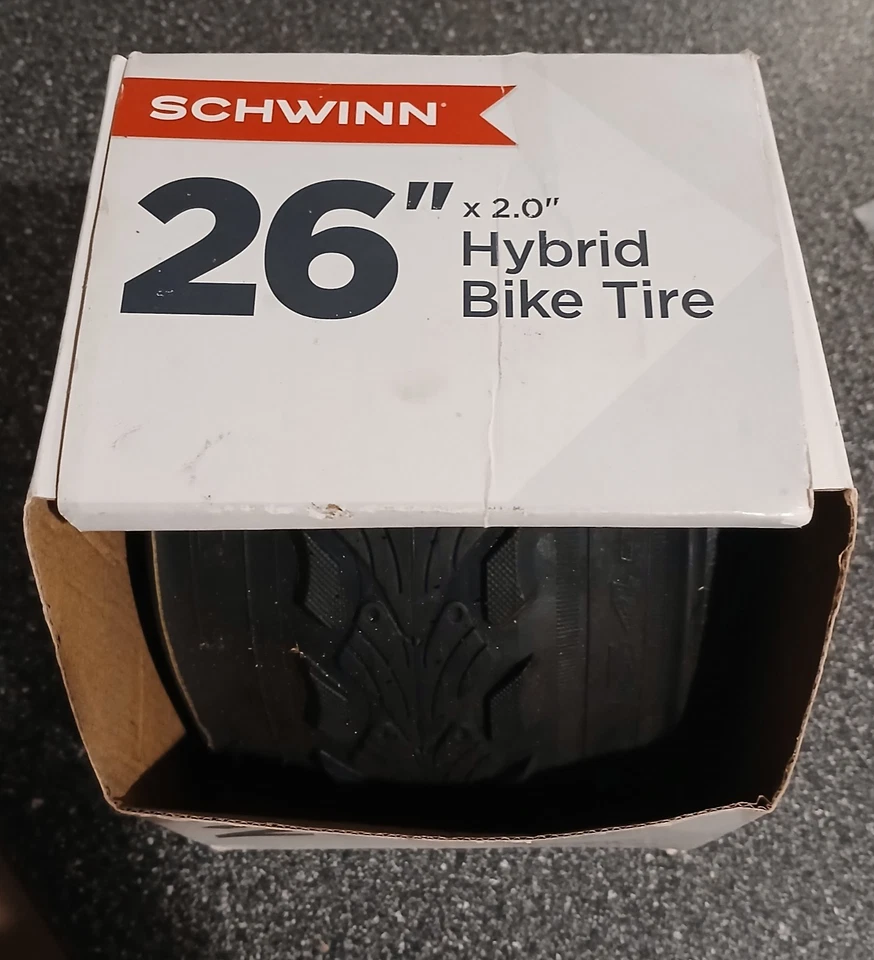 SCHWINN
26" x 2.0"
Hybrid
Bike Tire